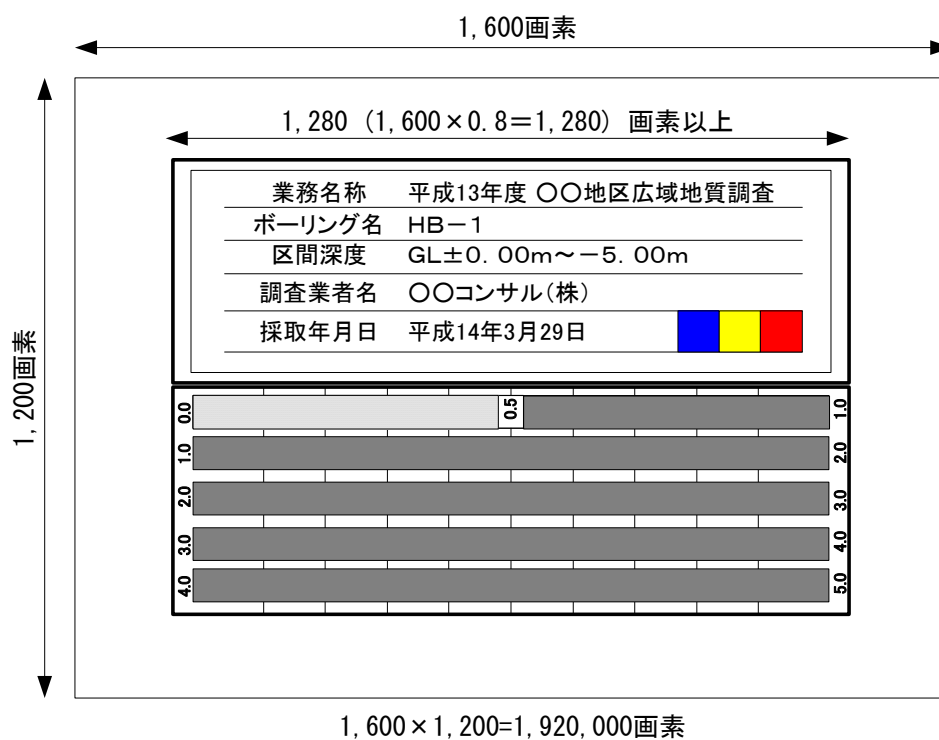 1,600画素
1,200画素
1,280 (1,600×0.8=1,280) 画素以上
業務名称 平成13年度 〇〇地区広域地質調査
ボーリング名 HB－1
区間深度 GL±0.00m～－5.00m
調査業者名 〇〇コンサル(株)
採取年月日 平成14年3月29日
0.0 0.5 1.0
1.0 2.0
2.0 3.0
3.0 4.0
4.0 5.0
1,600×1,200=1,920,000画素